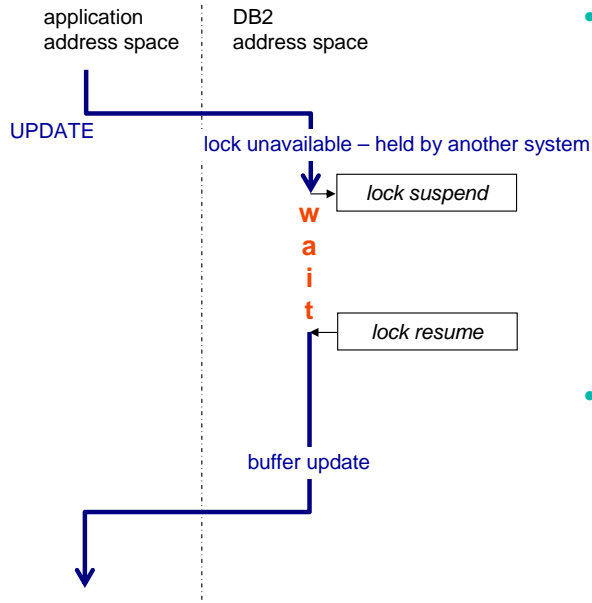 application
address space
DB2
address space
UPDATE
lock unavailable – held by another system
lock suspend
w
a
i
t
lock resume
buffer update